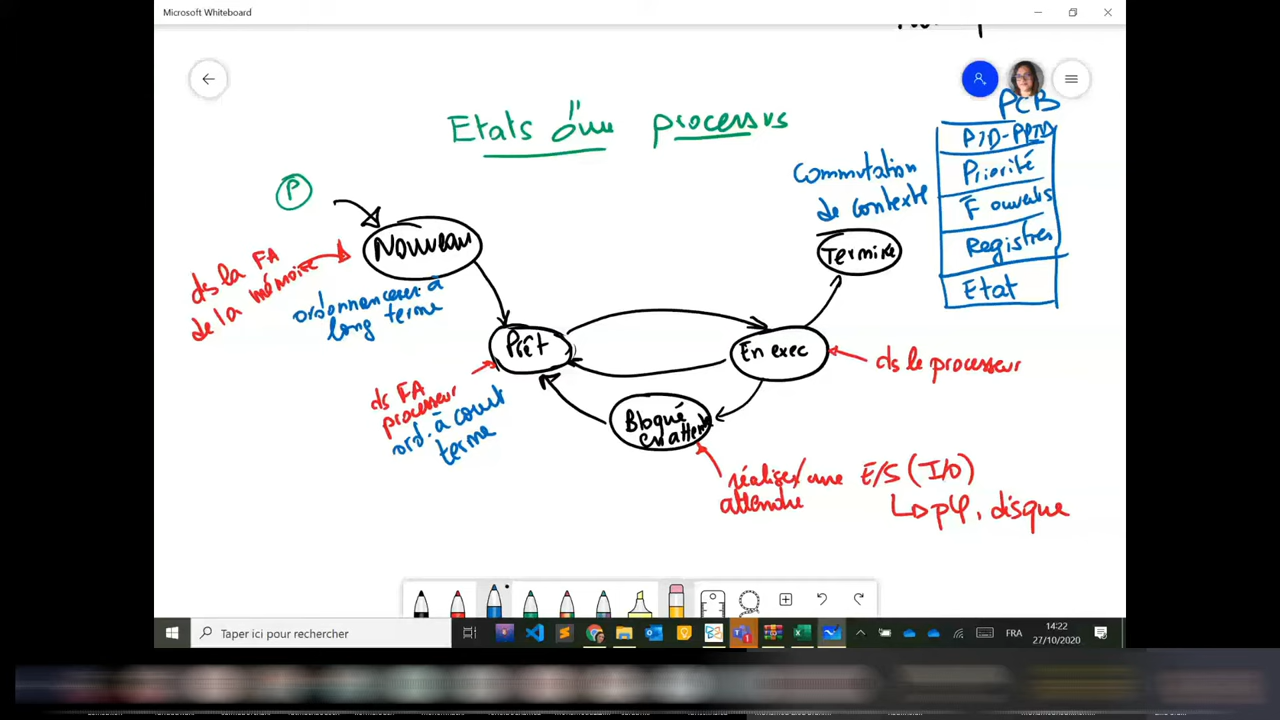 Microsoft Whiteboard
PCB
Etats d'un processus
PID-PPID
Priorité
F ouverts
Registres
Etat
commutation
de contexte
P
Nouveau
Terminé
ds la FA
de la mémoire
ordonnanceur à
long terme
Prêt
En exec
ds le processeur
ds FA
processeur
ord. à court
terme
Bloqué
en attente
réaliser/une E/S (I/O)
attendre
disque
Taper ici pour rechercher
FRA
14:22
27/10/2020